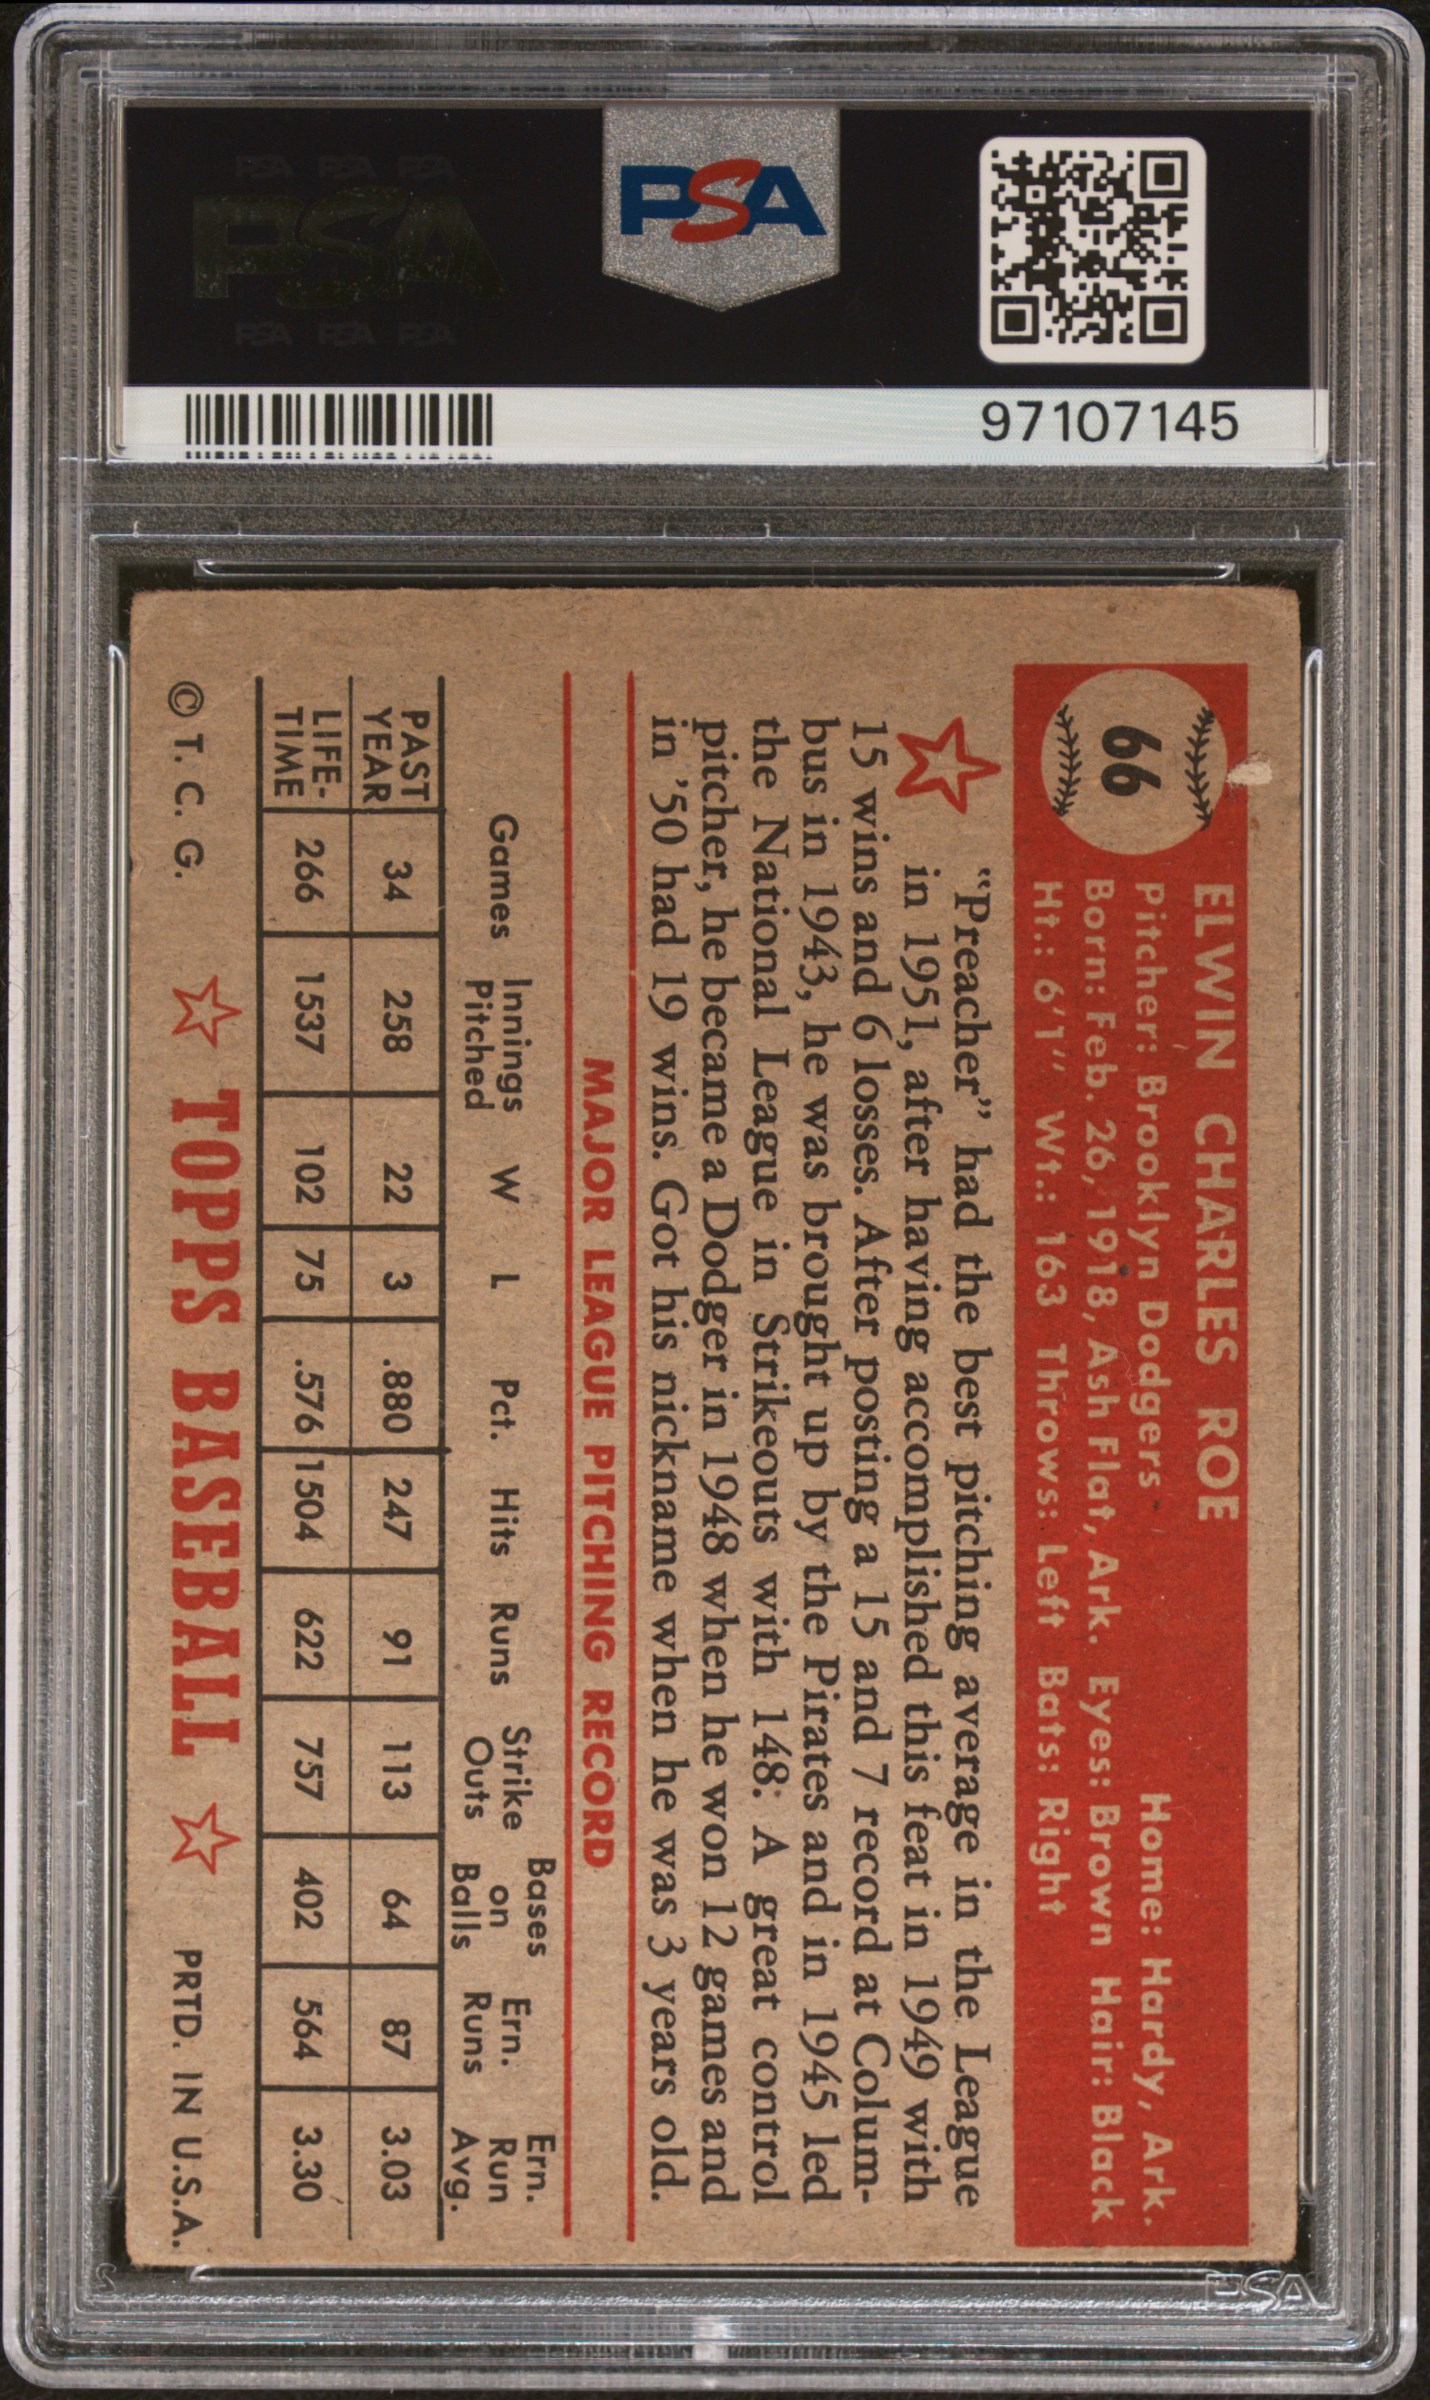 PSA PSA PSA
PSA
PSA PSA PSA
PSA
97107145
66
ELWIN CHARLES ROE
Pitcher: Brooklyn Dodgers Home: Hardy, Ark.
Born: Feb. 26, 1918, Ash Flat, Ark. Eyes: Brown Hair: Black
Ht.: 6'1" Wt.: 163 Throws: Left Bats: Right
"Preacher" had the best pitching average in the League
in 1951, after having accomplished this feat in 1949 with
15 wins and 6 losses. After posting a 15 and 7 record at Colum-
bus in 1943, he was brought up by the Pirates and in 1945 led
the National League in Strikeouts with 148. A great control
pitcher, he became a Dodger in 1948 when he won 12 games and
in '50 had 19 wins. Got his nickname when he was 3 years old.
MAJOR LEAGUE PITCHING RECORD
Games Innings Pitched W L Pct. Hits Runs Strike Outs Bases on Balls Ern. Runs Ern. Run Avg.
PAST YEAR 34 258 22 3 .880 247 91 113 64 87 3.03
LIFE-TIME 266 1537 102 75 .576 1504 622 757 402 564 3.30
© T. C. G. TOPPS BASEBALL PRTD. IN U.S.A.
PSA